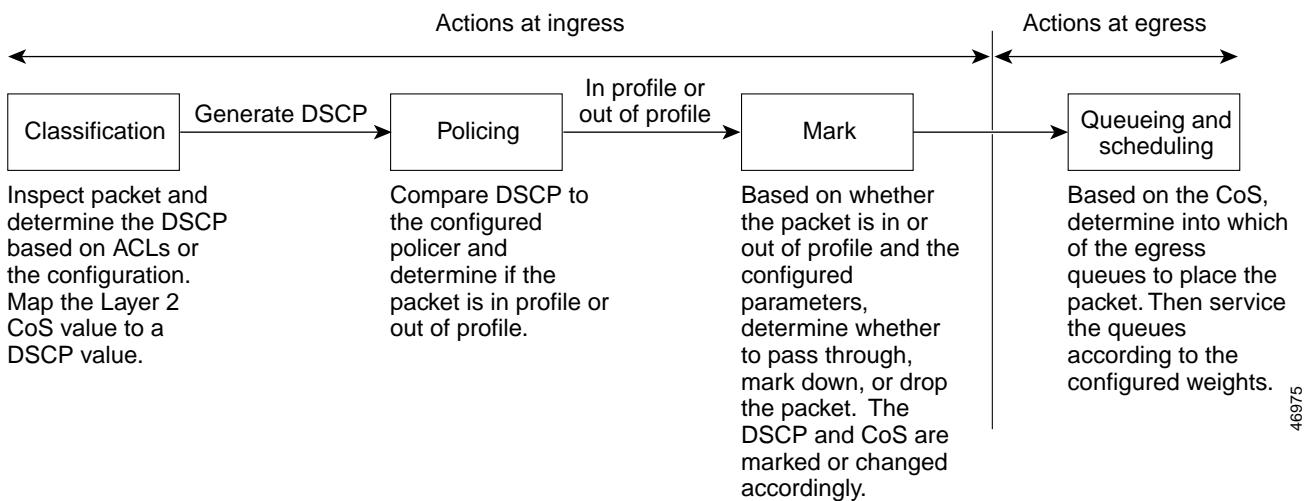 Actions at ingress
Actions at egress
Classification
Generate DSCP
Policing
In profile or
out of profile
Mark
Queueing and
scheduling
Inspect packet and
determine the DSCP
based on ACLs or
the configuration.
Map the Layer 2
CoS value to a
DSCP value.
Compare DSCP to
the configured
policer and
determine if the
packet is in profile or
out of profile.
Based on whether
the packet is in or
out of profile and the
configured
parameters,
determine whether
to pass through,
mark down, or drop
the packet. The
DSCP and CoS are
marked or changed
accordingly.
Based on the CoS,
determine into which
of the egress
queues to place the
packet. Then service
the queues
according to the
configured weights.
46975